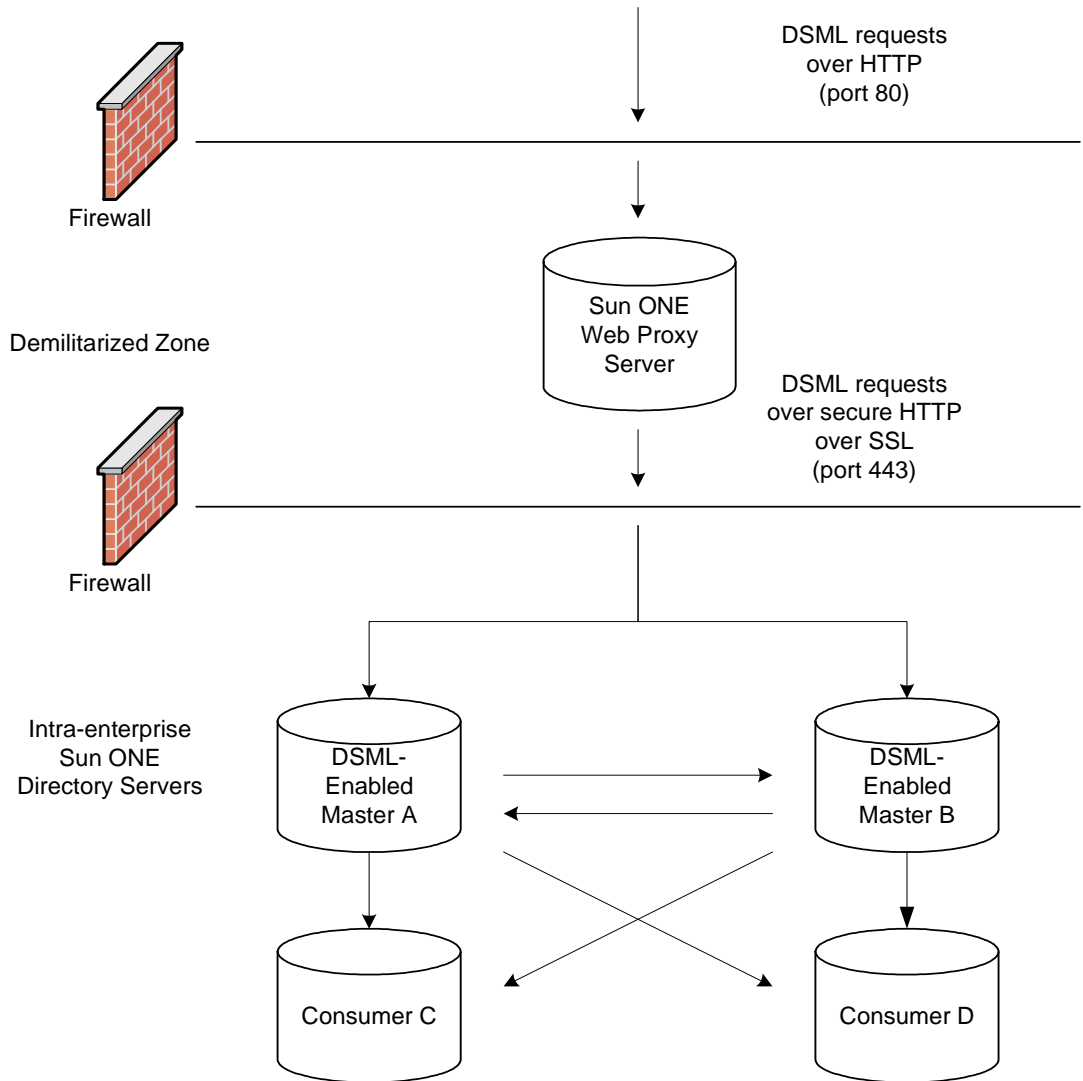 DSML requests
over HTTP
(port 80)
Firewall
Sun ONE
Web Proxy
Server
Demilitarized Zone
DSML requests
over secure HTTP
over SSL
(port 443)
Firewall
Intra-enterprise
Sun ONE
Directory Servers
DSML-
Enabled
Master A
DSML-
Enabled
Master B
Consumer C
Consumer D